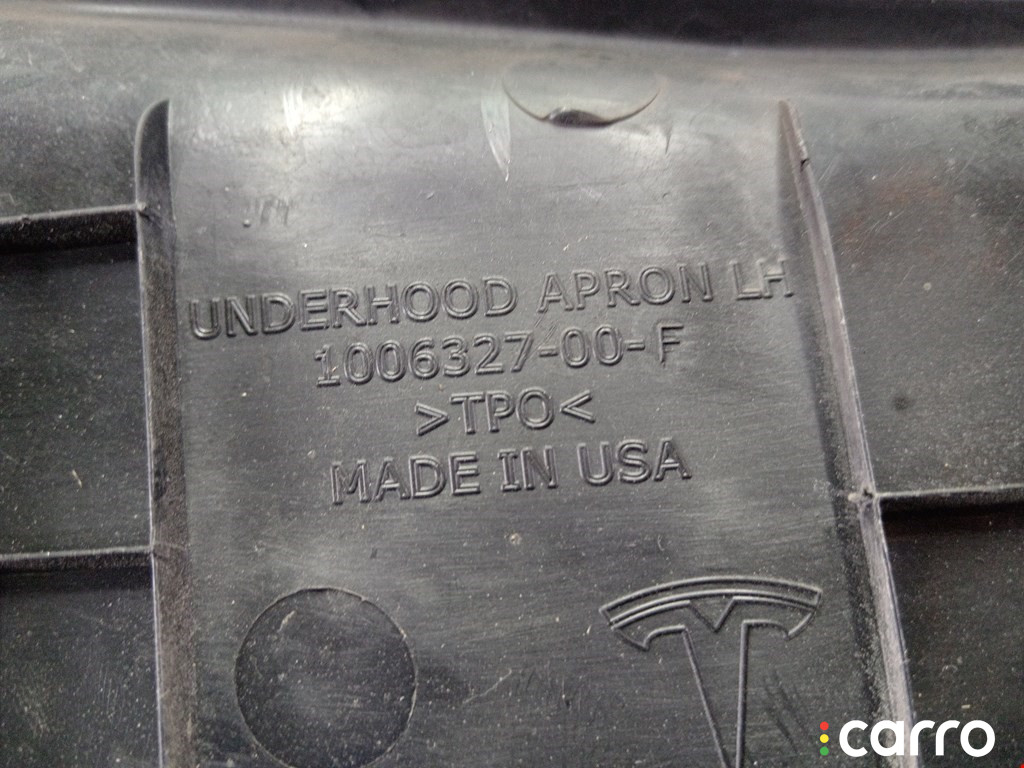 UNDERHOOD APRON LH
1006327-00-F
>TPO<
MADE IN USA
carro